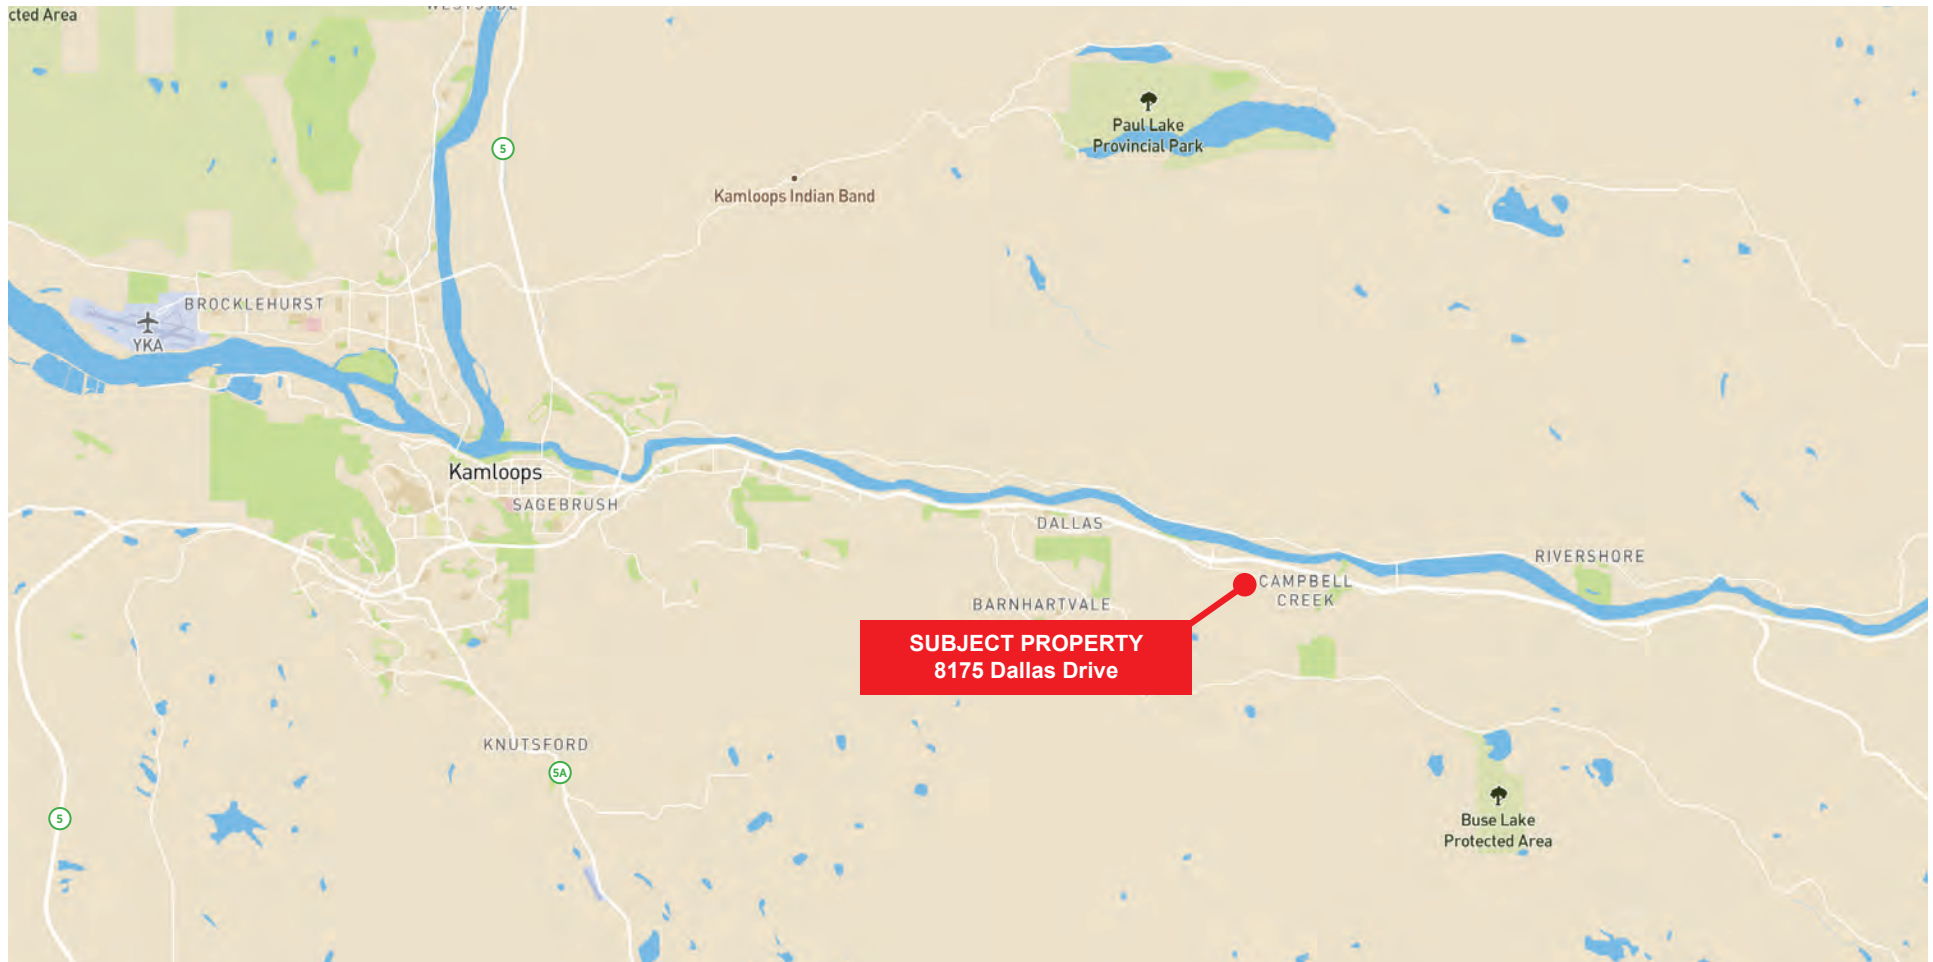 cted Area
WESTSIDE
5
Paul Lake
Provincial Park
Kamloops Indian Band
BROCKLEHURST
YKA
Kamloops
SAGEBRUSH
DALLAS
RIVERSHORE
CAMPBELL
CREEK
BARNHARTVALE
SUBJECT PROPERTY
8175 Dallas Drive
KNUTSFORD
5A
5
Buse Lake
Protected Area